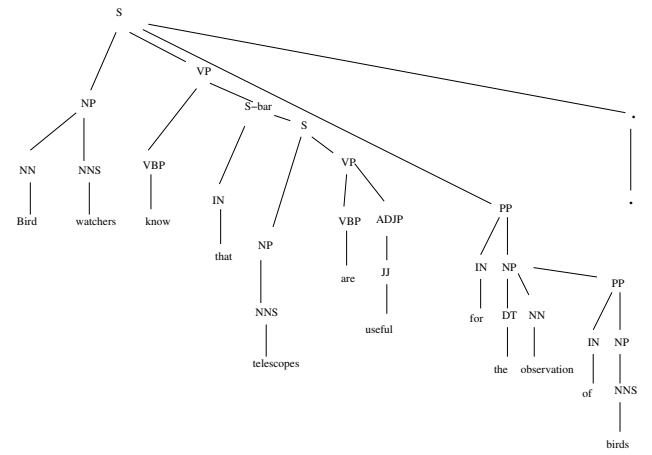 S
VP
NP
S-bar
.
S
VP
NN
NNS
VBP
IN
VBP
ADJP
PP
.
Bird
watchers
know
that
NP
are
JJ
IN
NP
PP
NNS
for
DT
NN
useful
IN
NP
telescopes
the
observation
of
NNS
birds